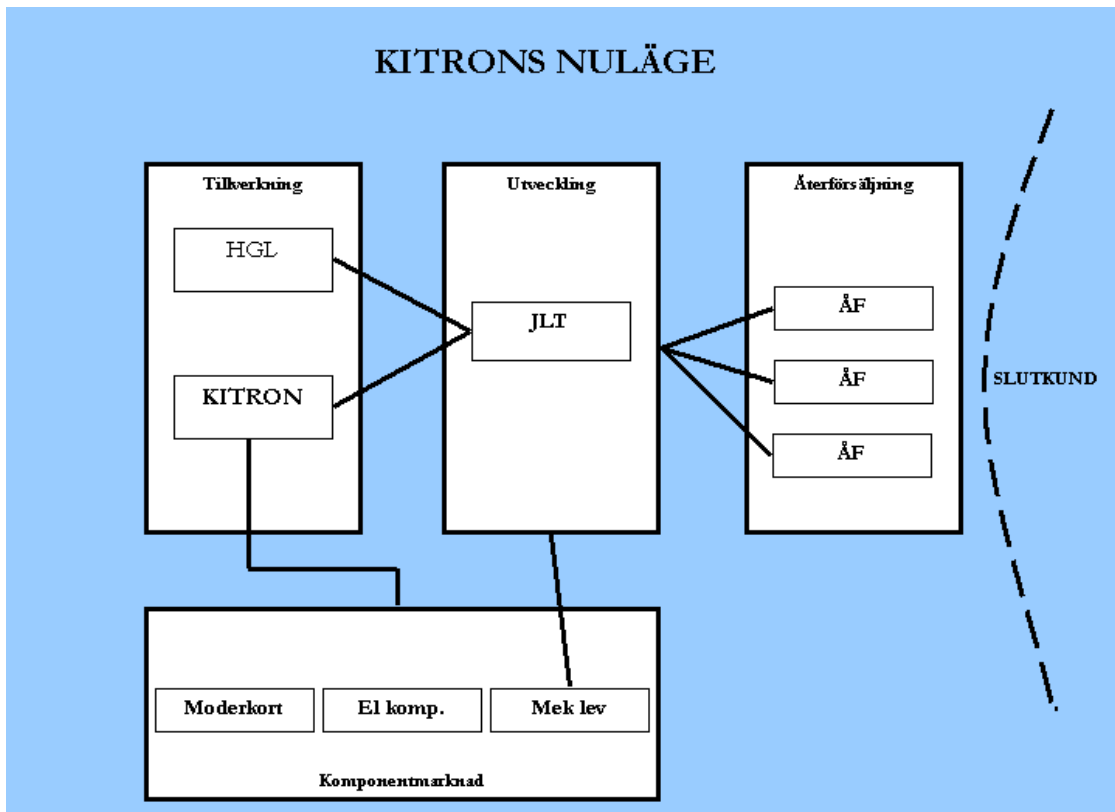 KITRONS NULÄGE
Tillverkning
HGL
KITRON
Utveckling
JLT
Återförsäljning
ÅF
ÅF
ÅF
SLUTKUND
Moderkort
El komp.
Mek lev
Komponentmarknad